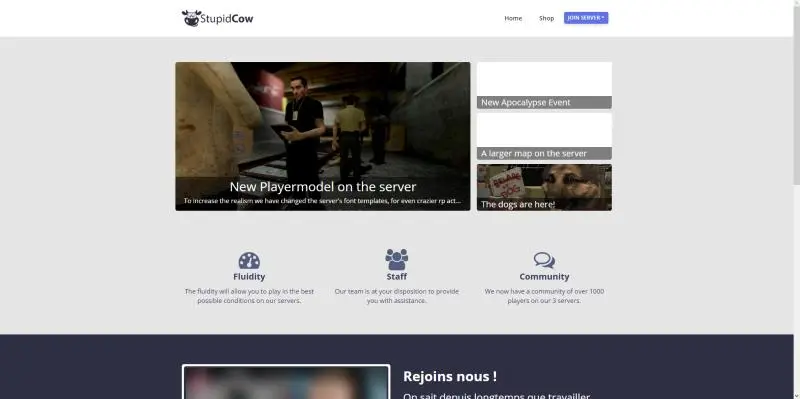 StupidCow
Home
Shop
JOIN SERVER
New Playermodel on the server
To increase the realism we have changed the server's font templates, for even crazier rp act...
New Apocalypse Event
A larger map on the server
BEWARE
DOG
The dogs are here!
Fluidity
The fluidity will allow you to play in the best
possible conditions on our servers.
Staff
Our team is at your disposition to provide
you with assistance.
Community
We now have a community of over 1000
players on our 3 servers.
Rejoins nous !
On sait depuis longtemps que travailler